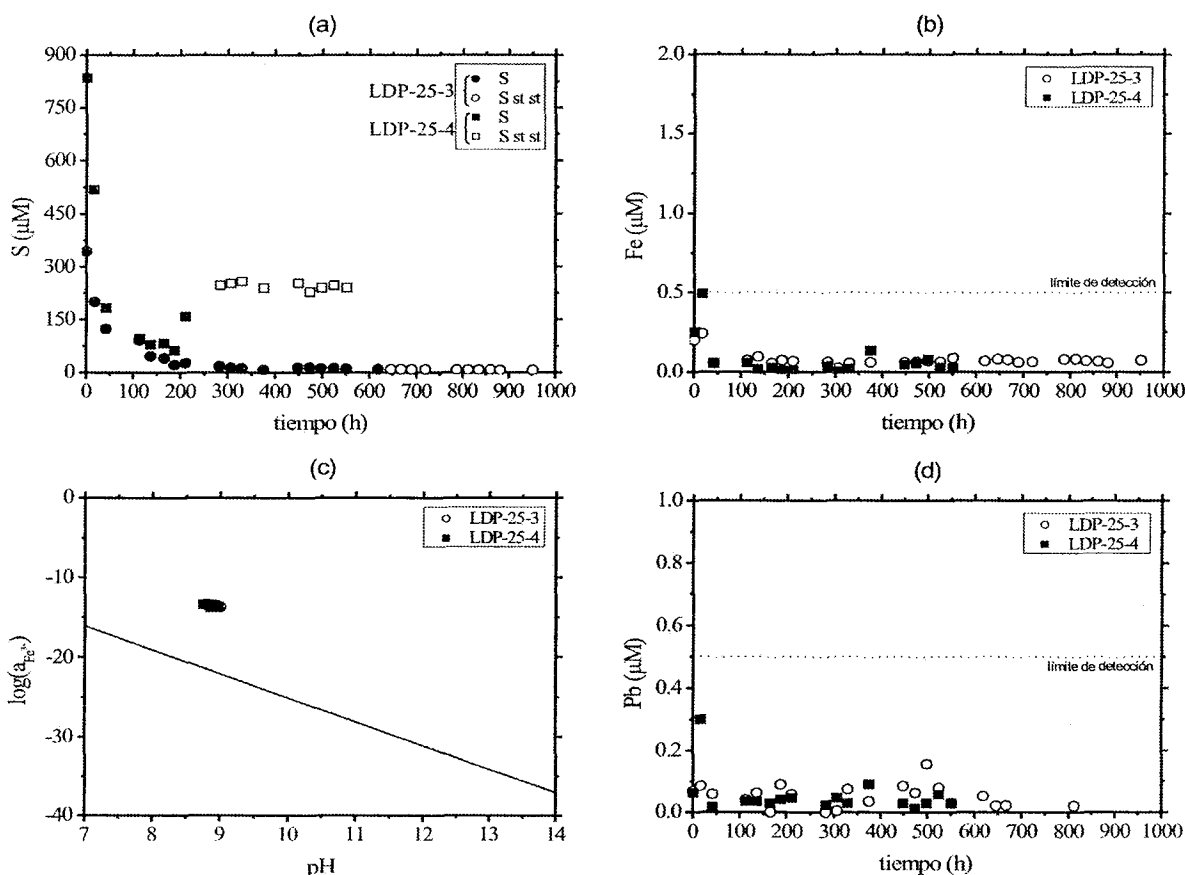 (a)
900
750
600
450
300
150
0
S (μM)
LDP-25-3
S
S st st
LDP-25-4
S
S st st
0 100 200 300 400 500 600 700 800 900 1000
tiempo (h)
(b)
2.0
1.5
1.0
0.5
0.0
Fe (μM)
LDP-25-3
LDP-25-4
límite de detección
0 100 200 300 400 500 600 700 800 900 1000
tiempo (h)
(c)
0
-10
-20
-30
-40
log(a Fe³⁺)
LDP-25-3
LDP-25-4
7 8 9 10 11 12 13 14
pH
(d)
1.0
0.8
0.6
0.4
0.2
0.0
Pb (μM)
LDP-25-3
LDP-25-4
límite de detección
0 100 200 300 400 500 600 700 800 900 1000
tiempo (h)